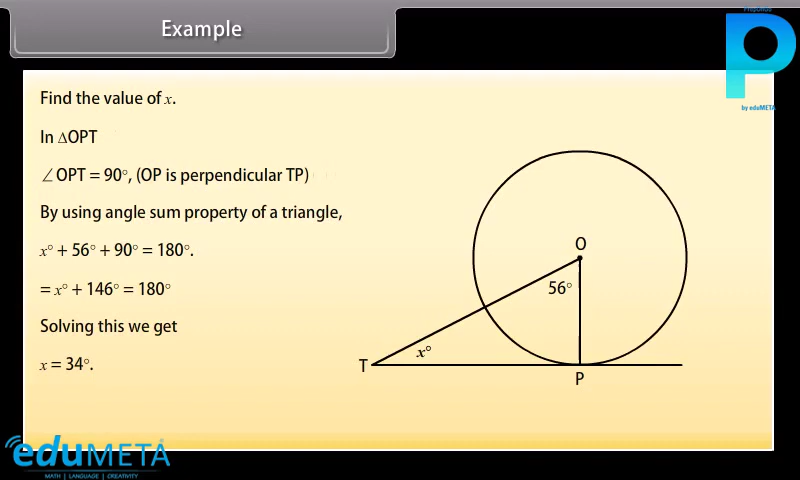 Example
PRIDHUS
P
by eduMETA
Find the value of x.
In ΔOPT
∠OPT = 90°, (OP is perpendicular TP)
By using angle sum property of a triangle,
x° + 56° + 90° = 180°.
= x° + 146° = 180°
Solving this we get
x = 34°.
O
56°
x°
T
P
eduMETA
MATH | LANGUAGE | CREATIVITY